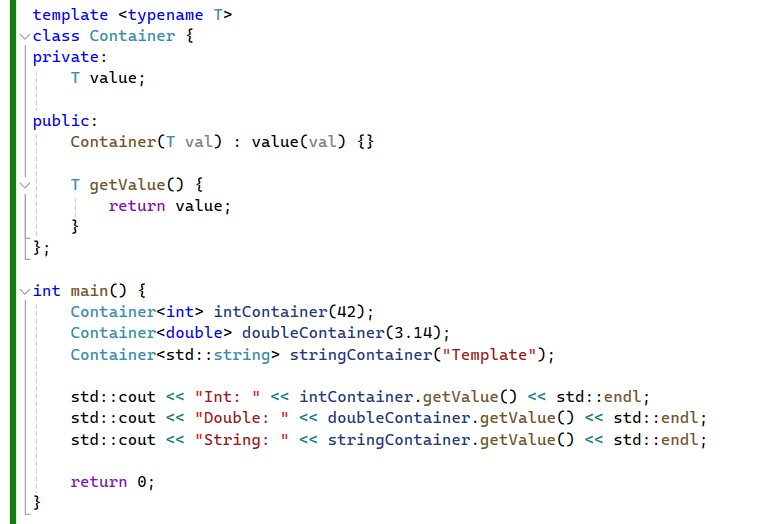 template <typename T>
class Container {
private:
    T value;

public:
    Container(T val) : value(val) {}

    T getValue() {
        return value;
    }
};

int main() {
    Container<int> intContainer(42);
    Container<double> doubleContainer(3.14);
    Container<std::string> stringContainer("Template");

    std::cout << "Int: " << intContainer.getValue() << std::endl;
    std::cout << "Double: " << doubleContainer.getValue() << std::endl;
    std::cout << "String: " << stringContainer.getValue() << std::endl;

    return 0;
}